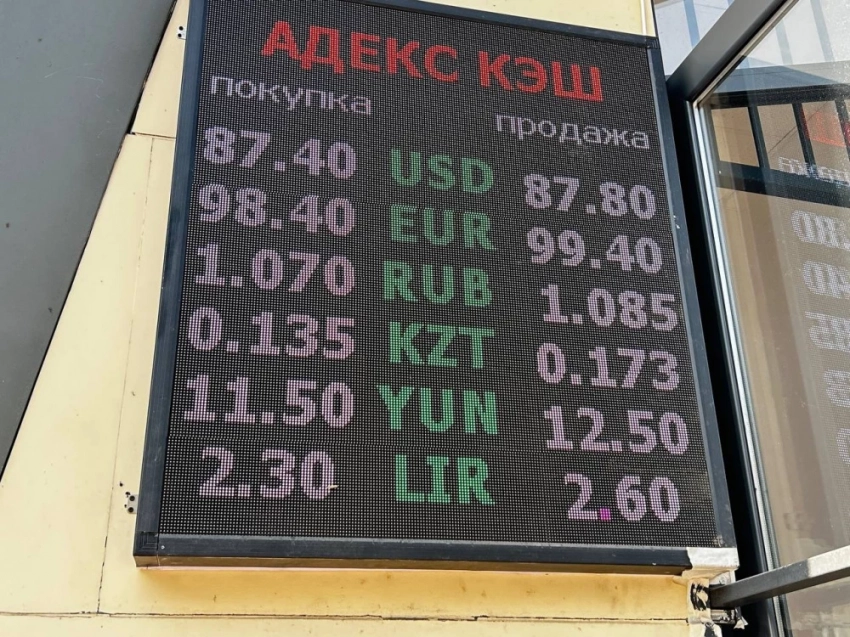 АДЕКС КЭШ
покупка продажа
87.40 USD 87.80
98.40 EUR 99.40
1.070 RUB 1.085
0.135 KZT 0.173
11.50 YUN 12.50
2.30 LIR 2.60